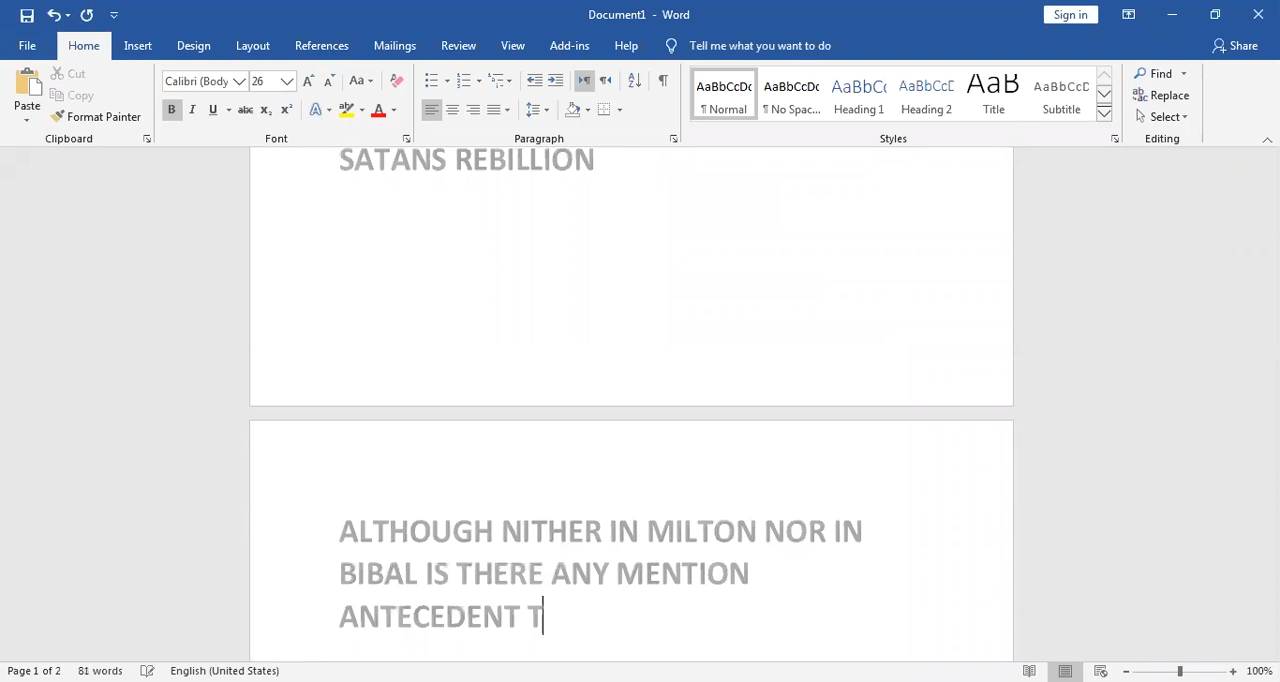 Document1 - Word
Sign in
File Home Insert Design Layout References Mailings Review View Add-ins Help Tell me what you want to do Share
Paste
Cut
Copy
Format Painter
Clipboard
Calibri (Body 26
Font
Paragraph
AaBbCcDc ¶ Normal
AaBbCcDc ¶ No Spac...
AaBbCc Heading 1
AaBbCcD Heading 2
AaB Title
AaBbCcD Subtitle
Styles
Find
Replace
Select
Editing
SATANS REBILLION
ALTHOUGH NITHER IN MILTON NOR IN
BIBAL IS THERE ANY MENTION
ANTECEDENT T
Page 1 of 2 81 words English (United States) 100%